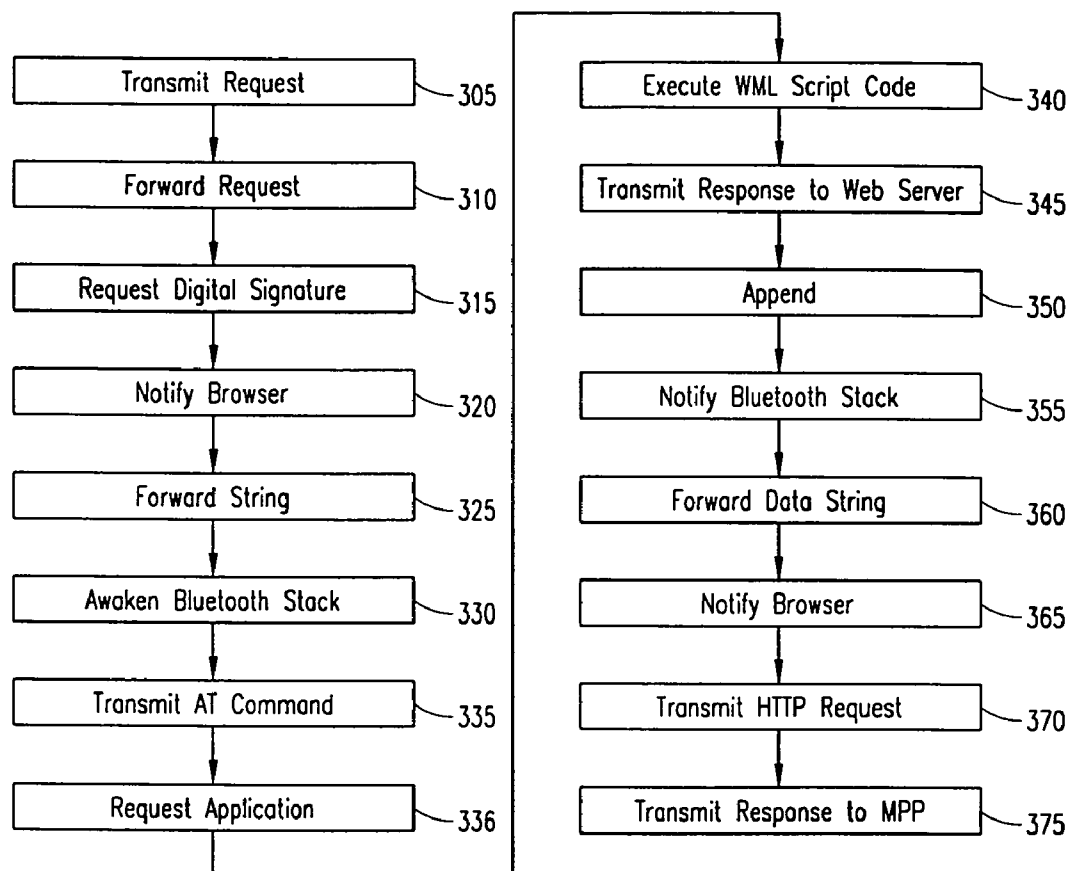 Transmit Request
305
Forward Request
310
Request Digital Signature
315
Notify Browser
320
Forward String
325
Awaken Bluetooth Stack
330
Transmit AT Command
335
Request Application
336
Execute WML Script Code
340
Transmit Response to Web Server
345
Append
350
Notify Bluetooth Stack
355
Forward Data String
360
Notify Browser
365
Transmit HTTP Request
370
Transmit Response to MPP
375